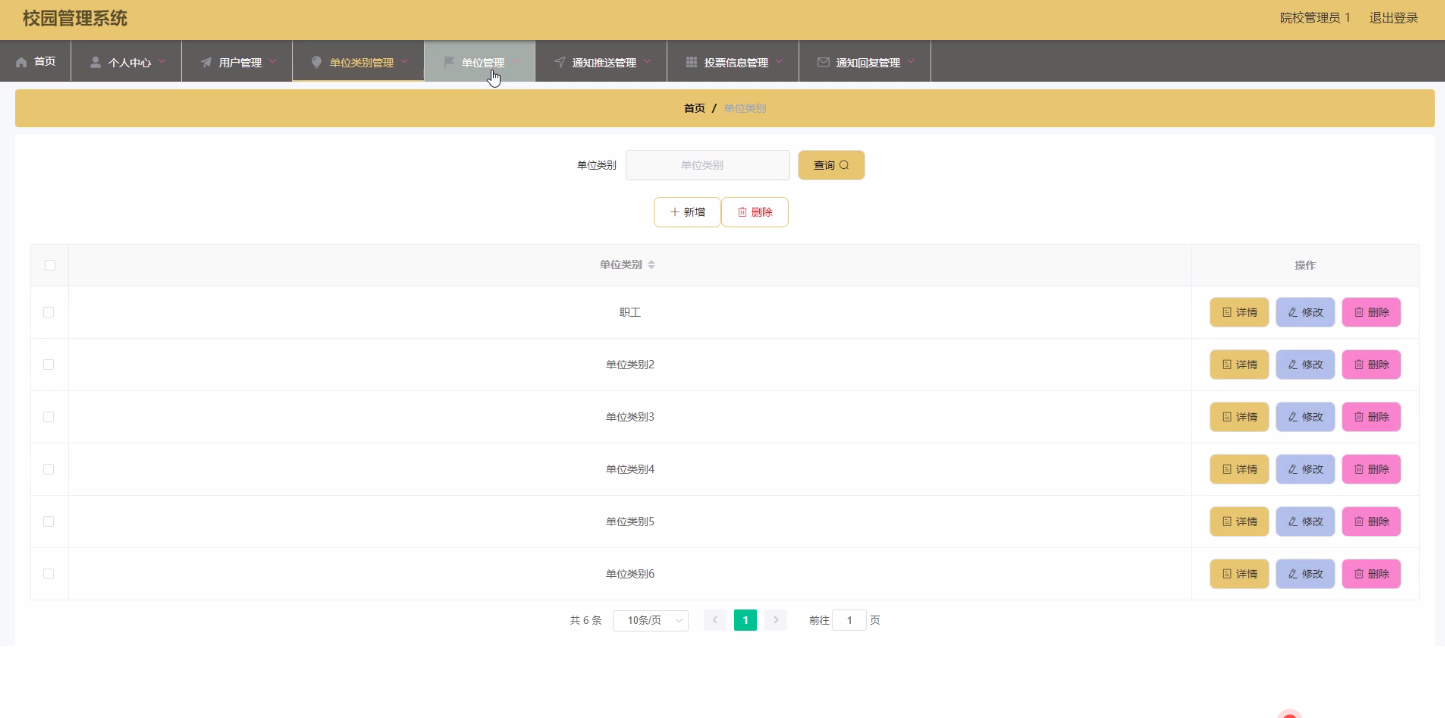 校园管理系统 院校管理员 1 退出登录
首页 个人中心 用户管理 单位类别管理 单位管理 通知推送管理 投票信息管理 通知回复管理
首页 / 单位类别
单位类别 单位类别 查询
新增 删除
单位类别 操作
职工 详情 修改 删除
单位类别2 详情 修改 删除
单位类别3 详情 修改 删除
单位类别4 详情 修改 删除
单位类别5 详情 修改 删除
单位类别6 详情 修改 删除
共 6 条 10条/页 1 前往 1 页